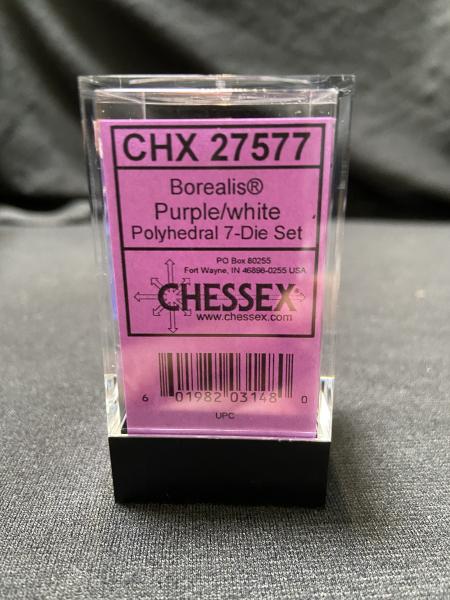 CHX 27577
Borealis®
Purple/white
Polyhedral 7-Die Set
PO Box 80255
Fort Wayne, IN 46898-0255 USA
CHESSEX
www.chessex.com
6 01982 03148 0
UPC